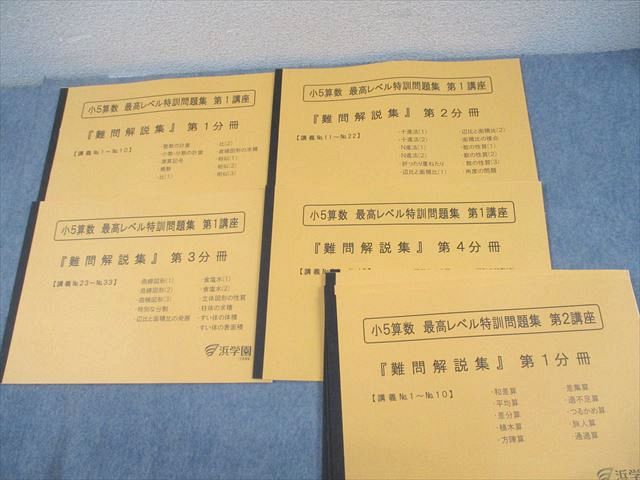 小5算数 最高レベル特訓問題集 第1講座
『難問解説集』 第1分冊
【講義No.1〜No.10】
・整数の計量
・小数・分数の計量
・演算記号
・概数
・比(1)
・比(2)
・直線図形の求積
・相似(1)
・相似(2)
・相似(3)
小5算数 最高レベル特訓問題集 第1講座
『難問解説集』 第2分冊
【講義No.11〜No.22】
・十進法(1)
・十進法(2)
・N進法(1)
・N進法(2)
・折ったり重ねたり
・辺比と面積比(1)
・辺比と面積比(2)
・面積比の複合
・数の性質(1)
・数の性質(2)
・数の性質(3)
・角度の問題
小5算数 最高レベル特訓問題集 第1講座
『難問解説集』 第3分冊
【講義No.23〜No.33】
・曲線図形(1)
・曲線図形(2)
・曲線図形(3)
・特別な分割
・辺比と面積比の発展
・食塩水(1)
・食塩水(2)
・立体図形の性質
・柱体の求積
・すい体の体積
・すい体の表面積
浜学園
小5算数 最高レベル特訓問題集 第1講座
『難問解説集』 第4分冊
小5算数 最高レベル特訓問題集 第2講座
『難問解説集』 第1分冊
【講義No.1〜No.10】
・和差算
・平均算
・差分算
・植木算
・方陣算
・差集算
・過不足算
・つるかめ算
・旅人算
・通過算
浜学園